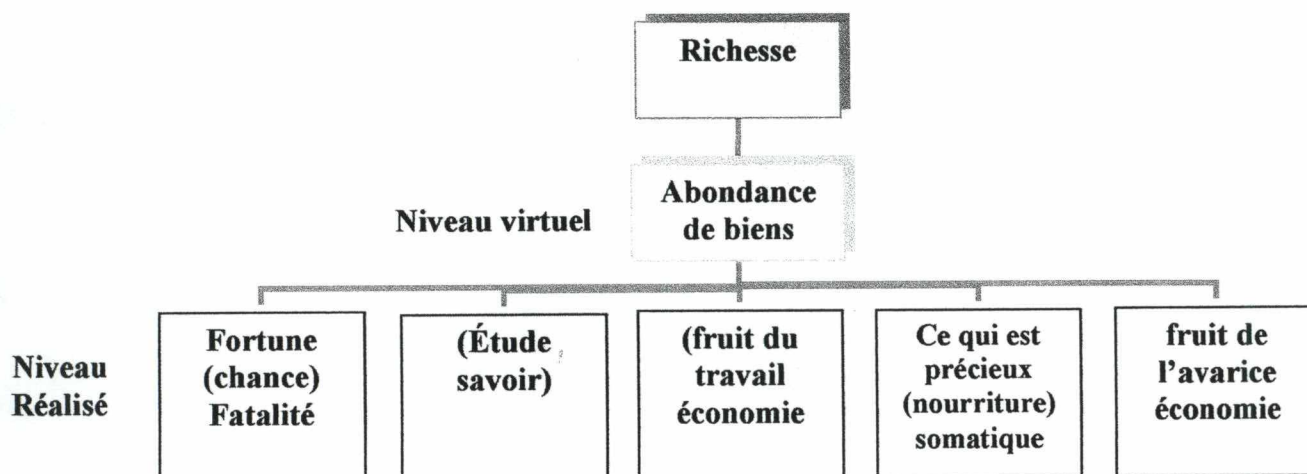 Richesse
Abondance
de biens
Niveau virtuel
Niveau
Réalisé
Fortune
(chance)
Fatalité
(Étude
savoir)
(fruit du
travail
économie
Ce qui est
précieux
(nourriture)
somatique
fruit de
l'avarice
économie